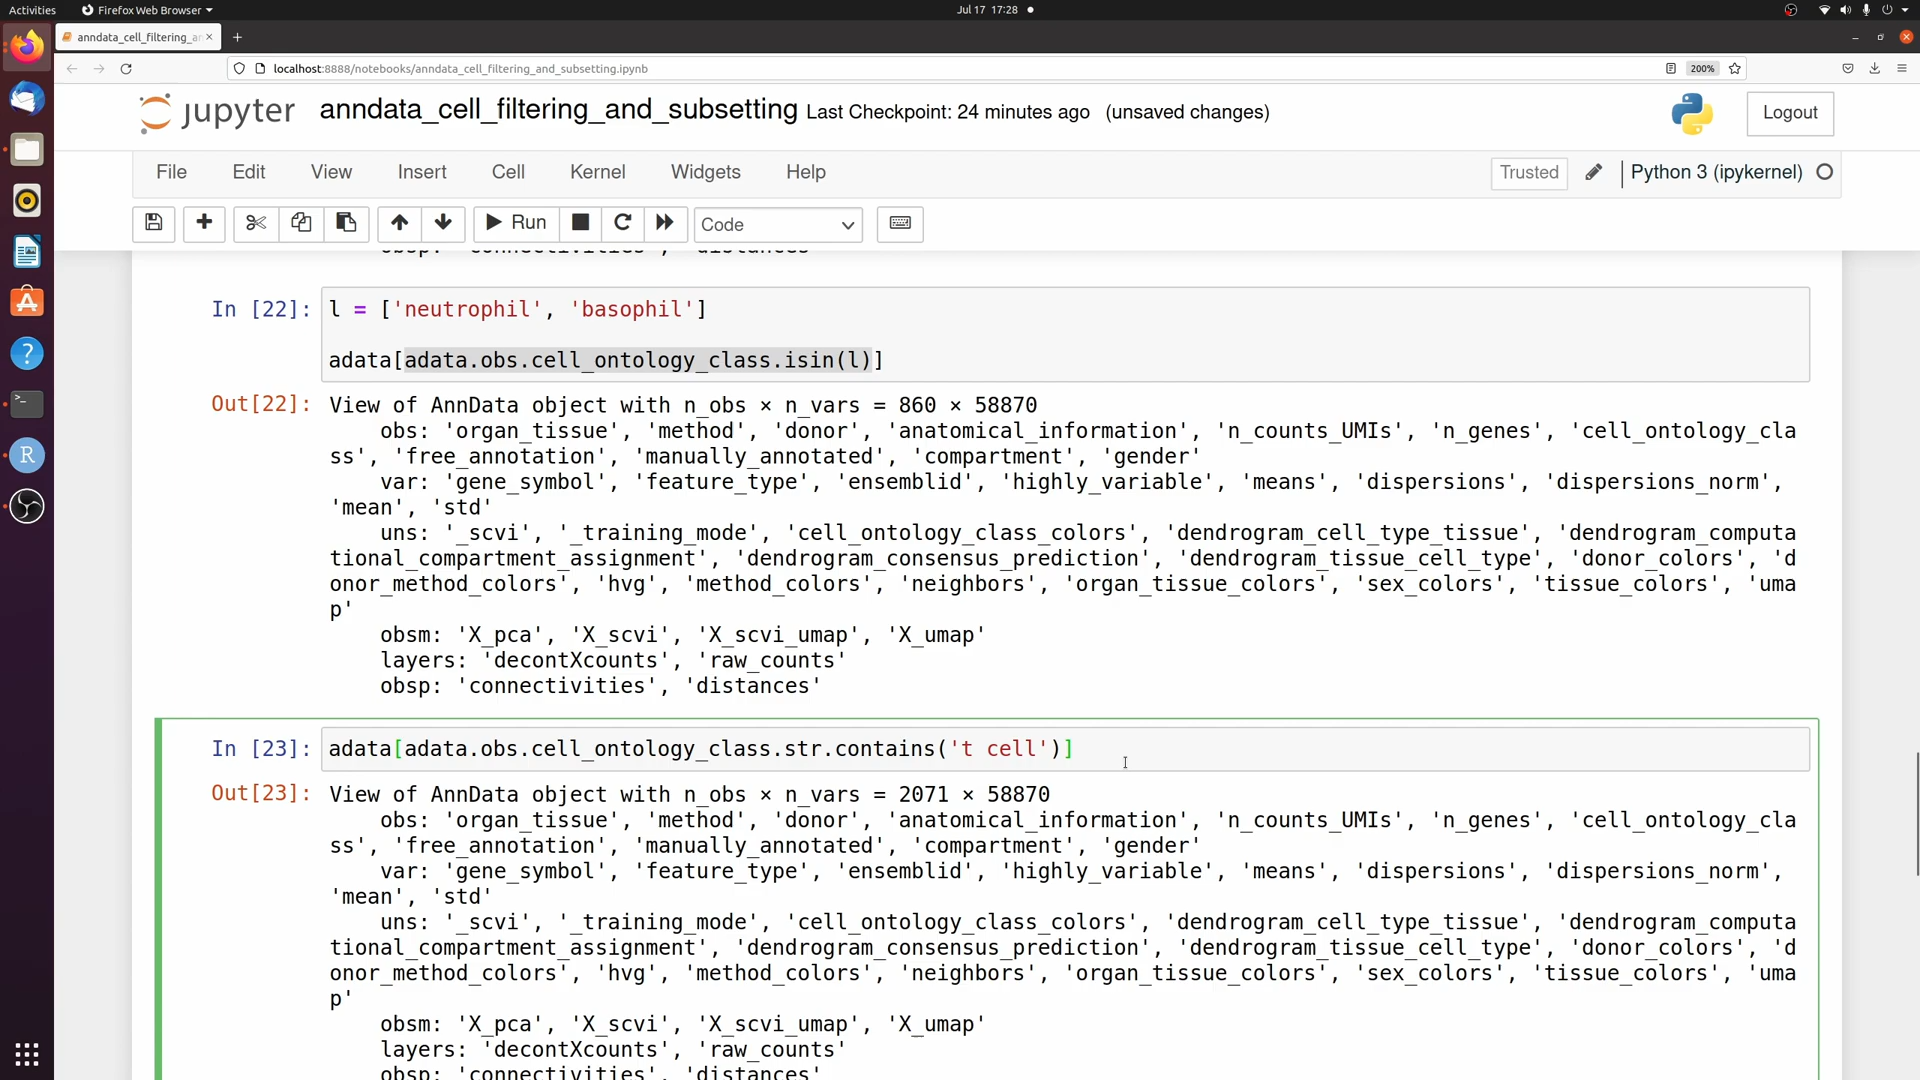 Activities
Firefox Web Browser
Jul 17 17:28
anndata_cell_filtering_a
localhost:8888/notebooks/anndata_cell_filtering_and_subsetting.ipynb
200%
jupyter anndata_cell_filtering_and_subsetting Last Checkpoint: 24 minutes ago (unsaved changes)
Logout
File Edit View Insert Cell Kernel Widgets Help
Trusted
Python 3 (ipykernel)
Run
Code
obsp: 'connectivities', 'distances'
In [22]: l = ['neutrophil', 'basophil']
adata[adata.obs.cell_ontology_class.isin(l)]
Out[22]: View of AnnData object with n_obs × n_vars = 860 × 58870
obs: 'organ_tissue', 'method', 'donor', 'anatomical_information', 'n_counts_UMIs', 'n_genes', 'cell_ontology_cla
ss', 'free_annotation', 'manually_annotated', 'compartment', 'gender'
var: 'gene_symbol', 'feature_type', 'ensemblid', 'highly_variable', 'means', 'dispersions', 'dispersions_norm',
'mean', 'std'
uns: '_scvi', '_training_mode', 'cell_ontology_class_colors', 'dendrogram_cell_type_tissue', 'dendrogram_computa
tional_compartment_assignment', 'dendrogram_consensus_prediction', 'dendrogram_tissue_cell_type', 'donor_colors', 'd
onor_method_colors', 'hvg', 'method_colors', 'neighbors', 'organ_tissue_colors', 'sex_colors', 'tissue_colors', 'uma
p'
obsm: 'X_pca', 'X_scvi', 'X_scvi_umap', 'X_umap'
layers: 'decontXcounts', 'raw_counts'
obsp: 'connectivities', 'distances'
In [23]: adata[adata.obs.cell_ontology_class.str.contains('t cell')]
Out[23]: View of AnnData object with n_obs × n_vars = 2071 × 58870
obs: 'organ_tissue', 'method', 'donor', 'anatomical_information', 'n_counts_UMIs', 'n_genes', 'cell_ontology_cla
ss', 'free_annotation', 'manually_annotated', 'compartment', 'gender'
var: 'gene_symbol', 'feature_type', 'ensemblid', 'highly_variable', 'means', 'dispersions', 'dispersions_norm',
'mean', 'std'
uns: '_scvi', '_training_mode', 'cell_ontology_class_colors', 'dendrogram_cell_type_tissue', 'dendrogram_computa
tional_compartment_assignment', 'dendrogram_consensus_prediction', 'dendrogram_tissue_cell_type', 'donor_colors', 'd
onor_method_colors', 'hvg', 'method_colors', 'neighbors', 'organ_tissue_colors', 'sex_colors', 'tissue_colors', 'uma
p'
obsm: 'X_pca', 'X_scvi', 'X_scvi_umap', 'X_umap'
layers: 'decontXcounts', 'raw_counts'
obsp: 'connectivities', 'distances'